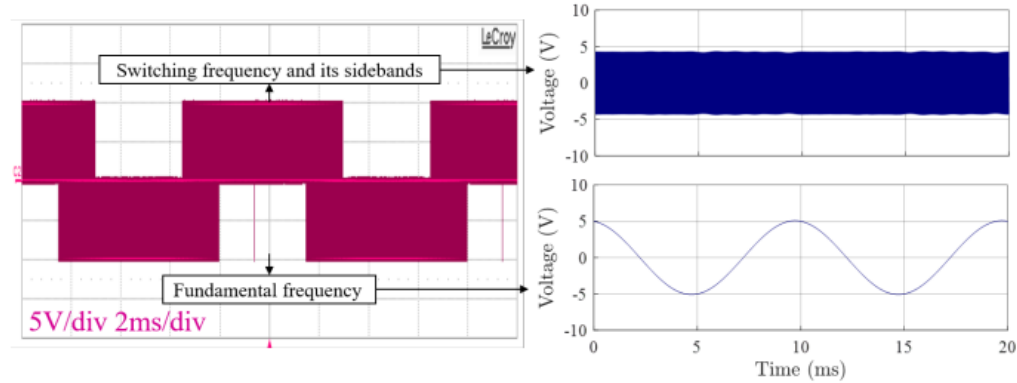 LeCroy
Switching frequency and its sidebands
F3
Fundamental frequency
5V/div 2ms/div
10
5
0
-5
-10
Voltage (V)
10
5
0
-5
-10
Voltage (V)
0
5
10
15
20
Time (ms)